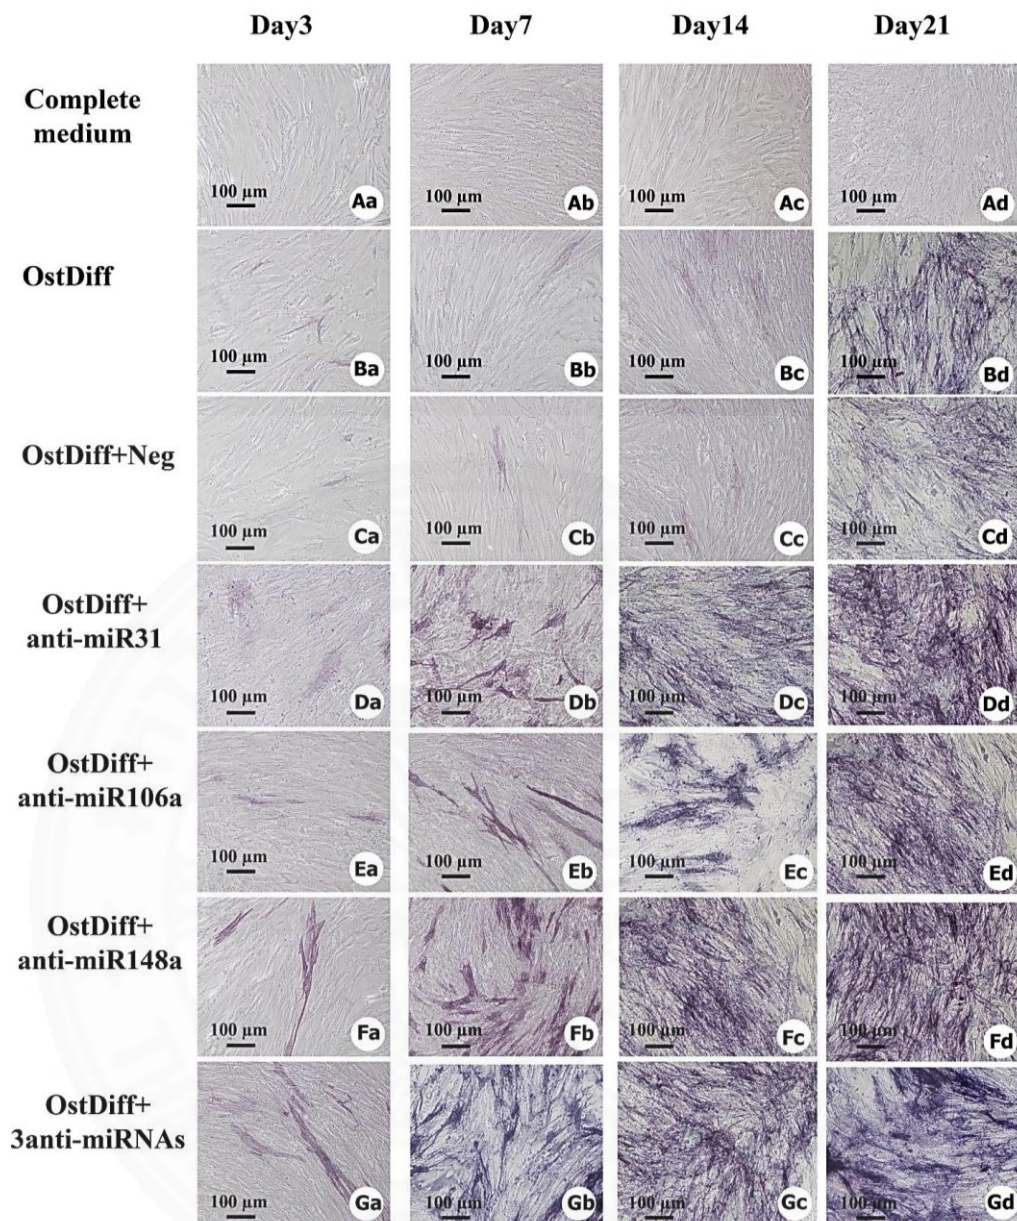 Day3 Day7 Day14 Day21
Complete
medium
100 µm Aa 100 µm Ab 100 µm Ac 100 µm Ad
OstDiff
100 µm Ba 100 µm Bb 100 µm Bc 100 µm Bd
OstDiff+Neg
100 µm Ca 100 µm Cb 100 µm Cc 100 µm Cd
OstDiff+
anti-miR31
100 µm Da 100 µm Db 100 µm Dc 100 µm Dd
OstDiff+
anti-miR106a
100 µm Ea 100 µm Eb 100 µm Ec 100 µm Ed
OstDiff+
anti-miR148a
100 µm Fa 100 µm Fb 100 µm Fc 100 µm Fd
OstDiff+
3anti-miRNAs
100 µm Ga 100 µm Gb 100 µm Gc 100 µm Gd